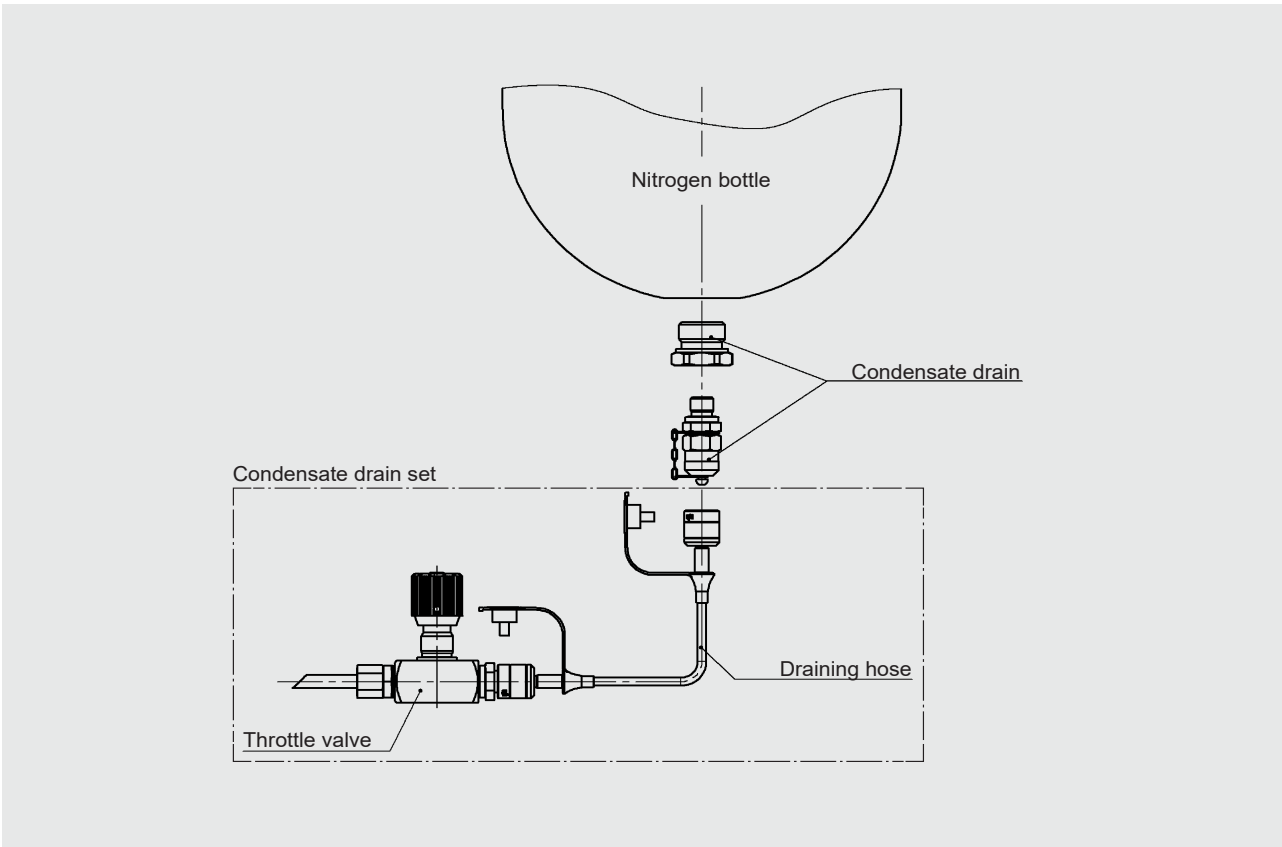 Nitrogen bottle
Condensate drain
Condensate drain set
Draining hose
Throttle valve